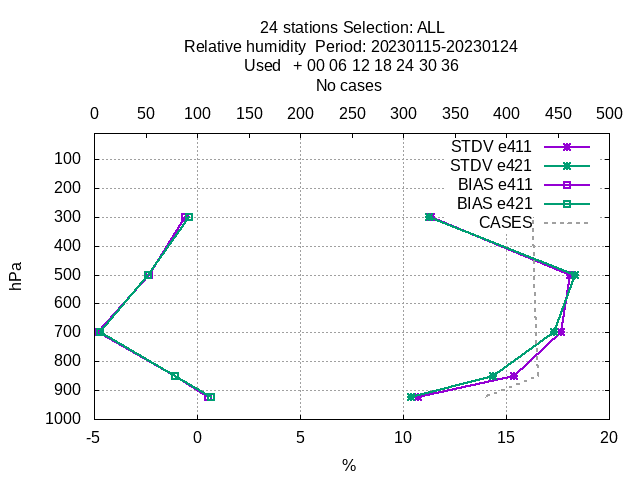 24 stations Selection: ALL
Relative humidity  Period: 20230115-20230124
Used   + 00 06 12 18 24 30 36
No cases
0 50 100 150 200 250 300 350 400 450 500
STDV e411
STDV e421
BIAS e411
BIAS e421
CASES
100
200
300
400
500
600
700
800
900
1000
hPa
-5 0 5 10 15 20
%